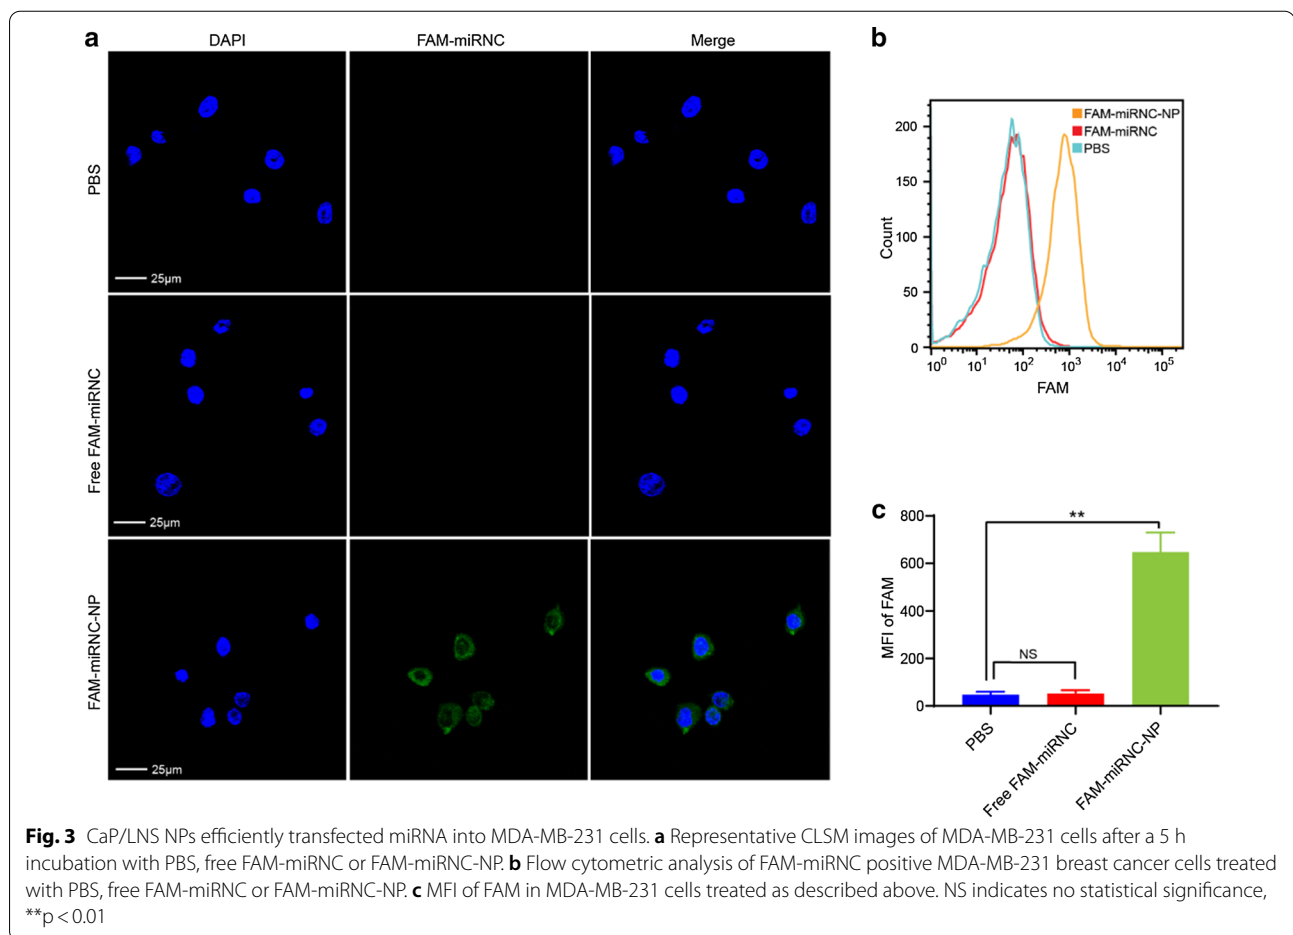 a
DAPI
FAM-miRNC
Merge
PBS
25µm
Free FAM-miRNC
25µm
FAM-miRNC-NP
25µm
b
FAM-miRNC-NP
FAM-miRNC
PBS
200
150
100
50
0
Count
10^0 10^1 10^2 10^3 10^4 10^5
FAM
c
800
600
400
200
0
MFI of FAM
**
NS
PBS
Free FAM-miRNC
FAM-miRNC-NP
Fig. 3 CaP/LNS NPs efficiently transfected miRNA into MDA-MB-231 cells. a Representative CLSM images of MDA-MB-231 cells after a 5 h
incubation with PBS, free FAM-miRNC or FAM-miRNC-NP. b Flow cytometric analysis of FAM-miRNC positive MDA-MB-231 breast cancer cells treated
with PBS, free FAM-miRNC or FAM-miRNC-NP. c MFI of FAM in MDA-MB-231 cells treated as described above. NS indicates no statistical significance,
**p < 0.01